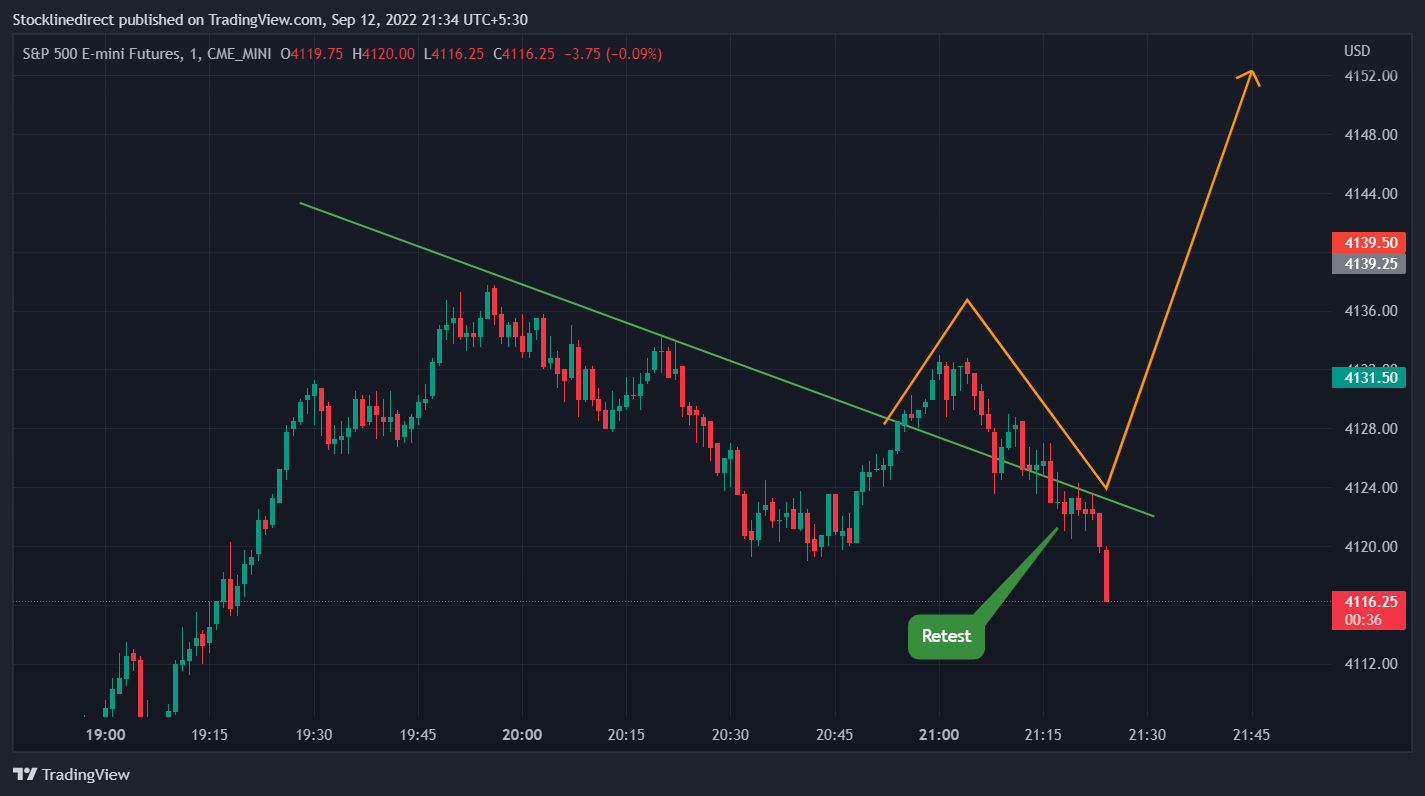 Stocklinedirect published on TradingView.com, Sep 12, 2022 21:34 UTC+5:30
S&P 500 E-mini Futures, 1, CME_MINI O4119.75 H4120.00 L4116.25 C4116.25 −3.75 (−0.09%)
USD
4152.00
4148.00
4144.00
4139.50
4139.25
4136.00
4131.50
4128.00
4124.00
4120.00
4116.25
00:36
Retest
4112.00
19:00 19:15 19:30 19:45 20:00 20:15 20:30 20:45 21:00 21:15 21:30 21:45
TradingView